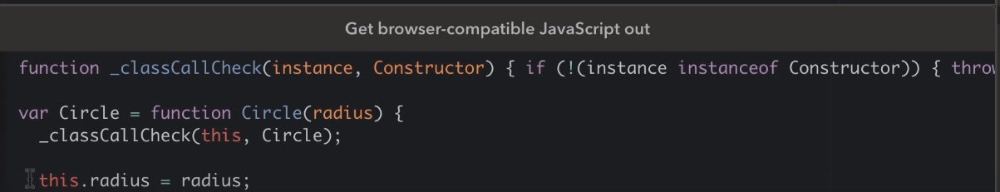 Get browser-compatible JavaScript out
function _classCallCheck(instance, Constructor) { if (!(instance instanceof Constructor)) { throw
var Circle = function Circle(radius) {
_classCallCheck(this, Circle);
this.radius = radius;